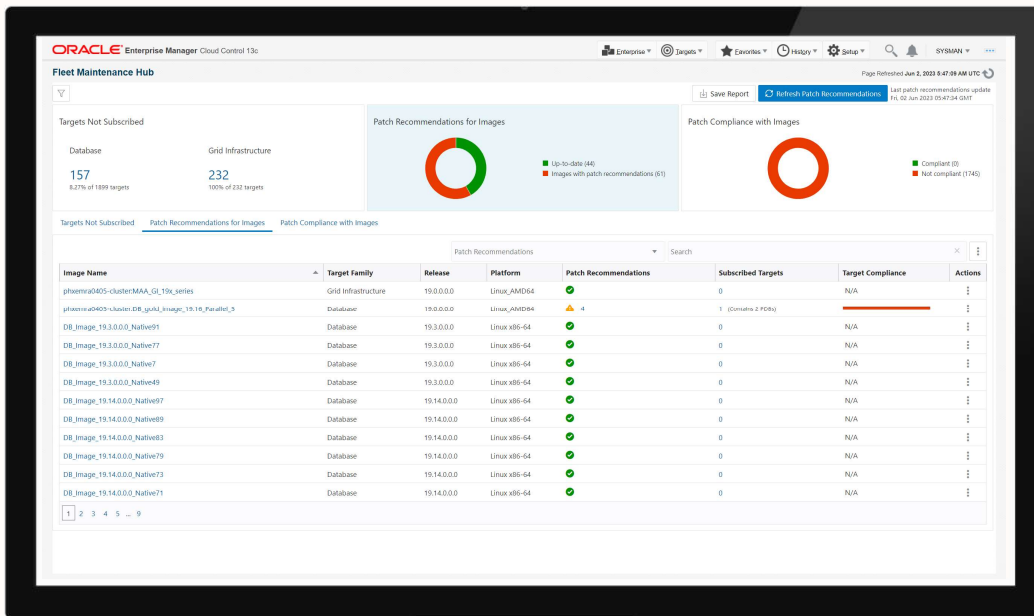 ORACLE® Enterprise Manager Cloud Control 13c
Enterprise Targets Favorites History Setup SYSMAN
Fleet Maintenance Hub
Page Refreshed Jun 2, 2023 5:47:09 AM UTC
Save Report Refresh Patch Recommendations
Last patch recommendations update
Fri, 02 Jun 2023 05:47:34 GMT
Targets Not Subscribed
Database Grid Infrastructure
157 232
8.27% of 1899 targets 100% of 232 targets
Patch Recommendations for Images
Up-to-date (44)
Images with patch recommendations (61)
Patch Compliance with Images
Compliant (0)
Not compliant (1745)
Targets Not Subscribed Patch Recommendations for Images Patch Compliance with Images
Patch Recommendations Search
Image Name Target Family Release Platform Patch Recommendations Subscribed Targets Target Compliance Actions
phxemra0405-cluster:MAA_GI_19x_series Grid Infrastructure 19.0.0.0.0 Linux_AMD64 0 N/A
phxemra0405-cluster:DB_gold_image_19.16_Parallel_5 Database 19.0.0.0.0 Linux_AMD64 4 1 (Contains 2 PDBs)
DB_Image_19.3.0.0.0_Native91 Database 19.3.0.0.0 Linux x86-64 0 N/A
DB_Image_19.3.0.0.0_Native77 Database 19.3.0.0.0 Linux x86-64 0 N/A
DB_Image_19.3.0.0.0_Native7 Database 19.3.0.0.0 Linux x86-64 0 N/A
DB_Image_19.3.0.0.0_Native49 Database 19.3.0.0.0 Linux x86-64 0 N/A
DB_Image_19.14.0.0.0_Native97 Database 19.14.0.0.0 Linux x86-64 0 N/A
DB_Image_19.14.0.0.0_Native89 Database 19.14.0.0.0 Linux x86-64 0 N/A
DB_Image_19.14.0.0.0_Native83 Database 19.14.0.0.0 Linux x86-64 0 N/A
DB_Image_19.14.0.0.0_Native79 Database 19.14.0.0.0 Linux x86-64 0 N/A
DB_Image_19.14.0.0.0_Native73 Database 19.14.0.0.0 Linux x86-64 0 N/A
DB_Image_19.14.0.0.0_Native71 Database 19.14.0.0.0 Linux x86-64 0 N/A
1 2 3 4 5 ... 9